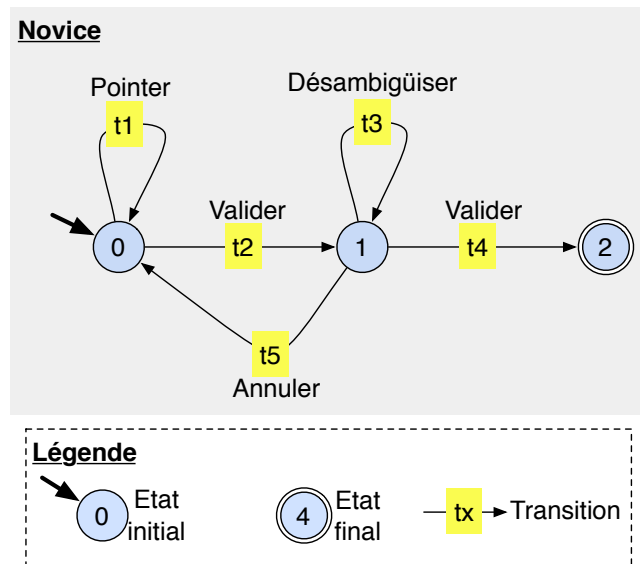 Novice
Pointer
t1
Désambigüiser
t3
0
Valider
t2
1
Valider
t4
2
t5
Annuler
Légende
0
Etat
initial
4
Etat
final
tx
Transition